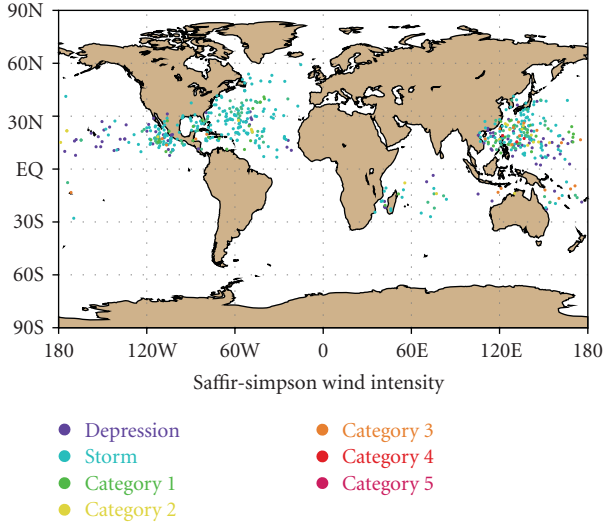 90N
60N
30N
EQ
30S
60S
90S
180 120W 60W 0 60E 120E 180
Saffir-simpson wind intensity
Depression
Storm
Category 1
Category 2
Category 3
Category 4
Category 5